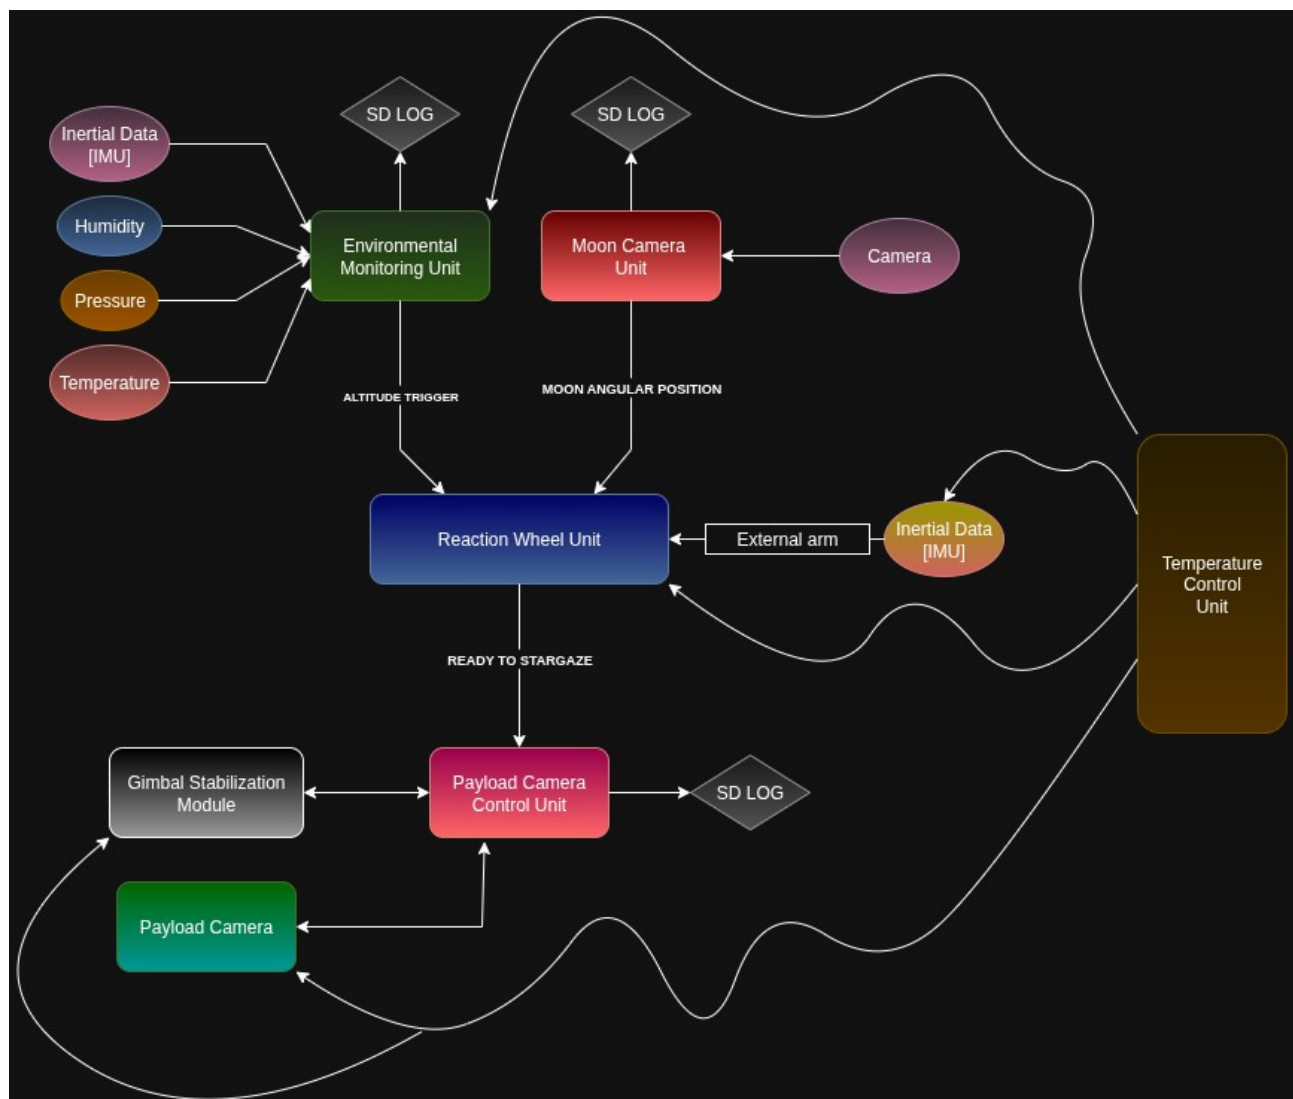 SD LOG
SD LOG
Inertial Data
[IMU]
Humidity
Pressure
Temperature
Environmental
Monitoring Unit
Moon Camera
Unit
Camera
ALTITUDE TRIGGER
MOON ANGULAR POSITION
Reaction Wheel Unit
External arm
Inertial Data
[IMU]
Temperature
Control
Unit
READY TO STARGAZE
Gimbal Stabilization
Module
Payload Camera
Control Unit
SD LOG
Payload Camera